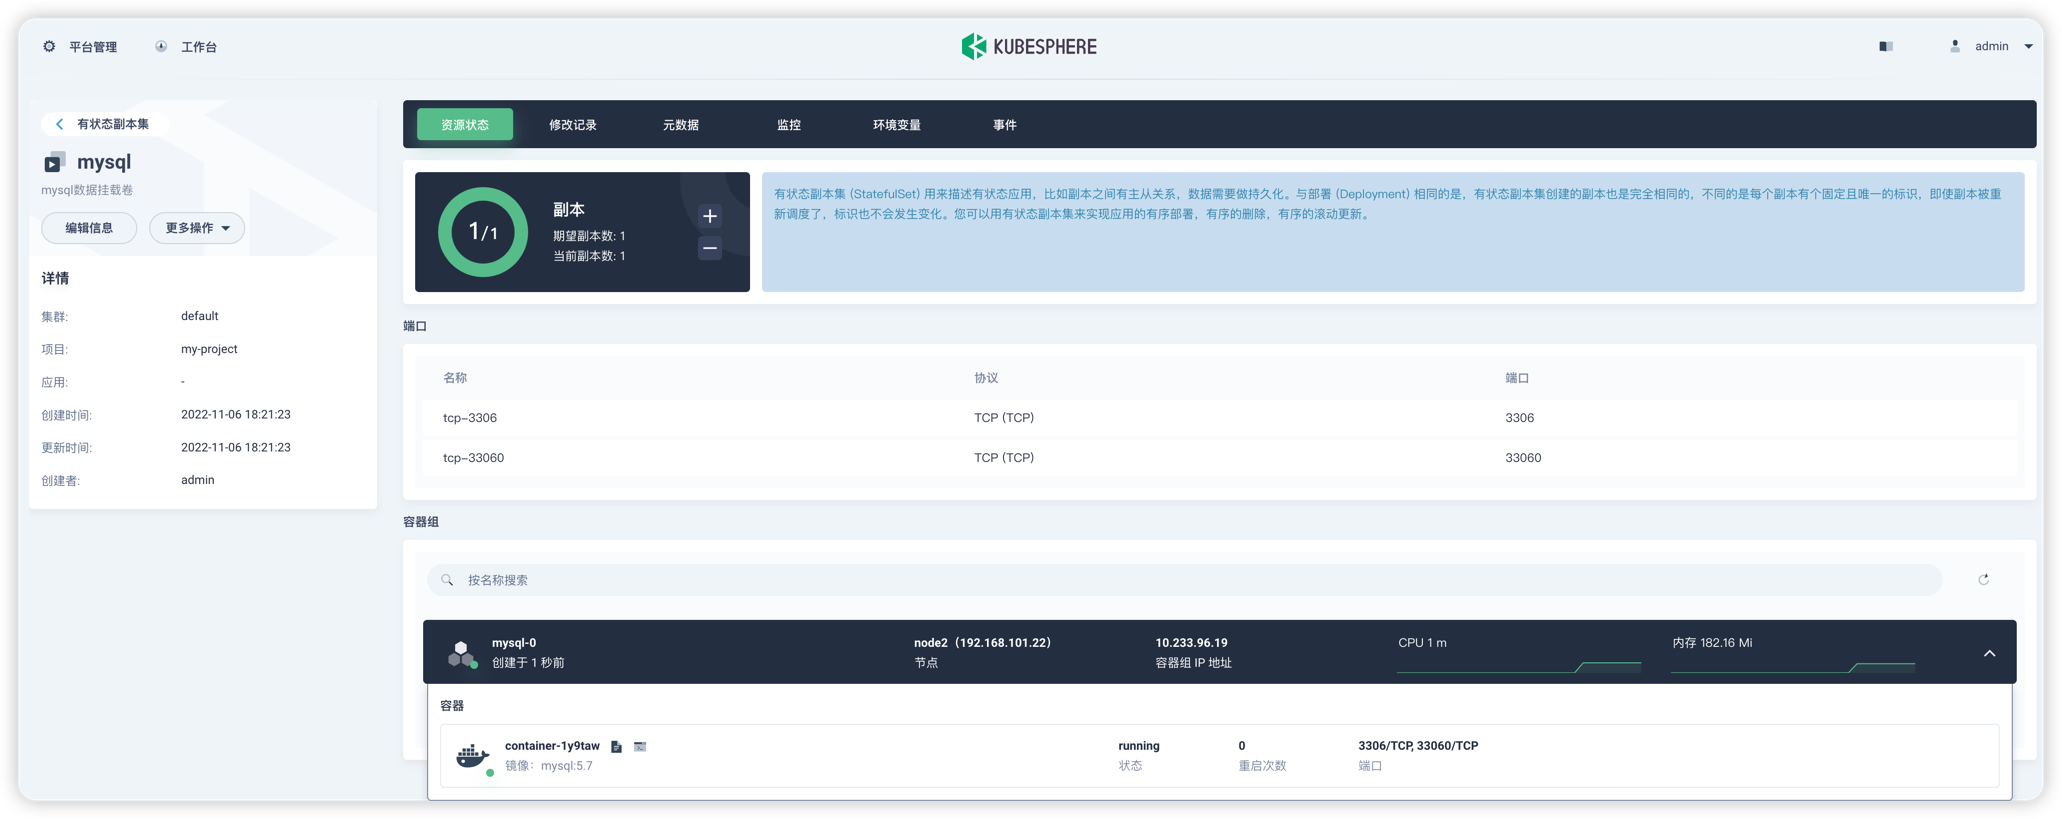 平台管理
工作台
KUBESPHERE
admin
有状态副本集
mysql
mysql数据挂载卷
编辑信息
更多操作
详情
集群: default
项目: my-project
应用: -
创建时间: 2022-11-06 18:21:23
更新时间: 2022-11-06 18:21:23
创建者: admin
资源状态 修改记录 元数据 监控 环境变量 事件
1/1
副本
期望副本数: 1
当前副本数: 1
有状态副本集 (StatefulSet) 用来描述有状态应用，比如副本之间有主从关系，数据需要做持久化。与部署 (Deployment) 相同的是，有状态副本集创建的副本也是完全相同的，不同的是每个副本有个固定且唯一的标识，即使副本被重
新调度了，标识也不会发生变化。您可以用有状态副本集来实现应用的有序部署，有序的删除，有序的滚动更新。
端口
名称 协议 端口
tcp-3306 TCP (TCP) 3306
tcp-33060 TCP (TCP) 33060
容器组
按名称搜索
mysql-0 node2（192.168.101.22） 10.233.96.19 CPU 1 m 内存 182.16 Mi
创建于 1 秒前 节点 容器组 IP 地址
容器
container-1y9taw running 0 3306/TCP, 33060/TCP
镜像：mysql:5.7 状态 重启次数 端口